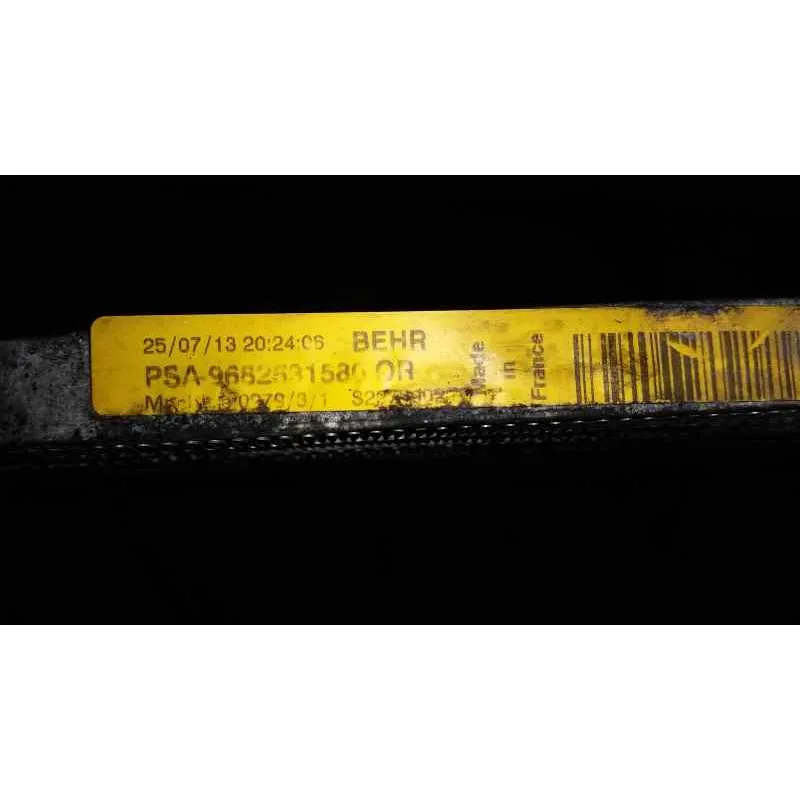 25/07/13 20:24:06 BEHR
PSA-9682531580 OR
Made
in
France